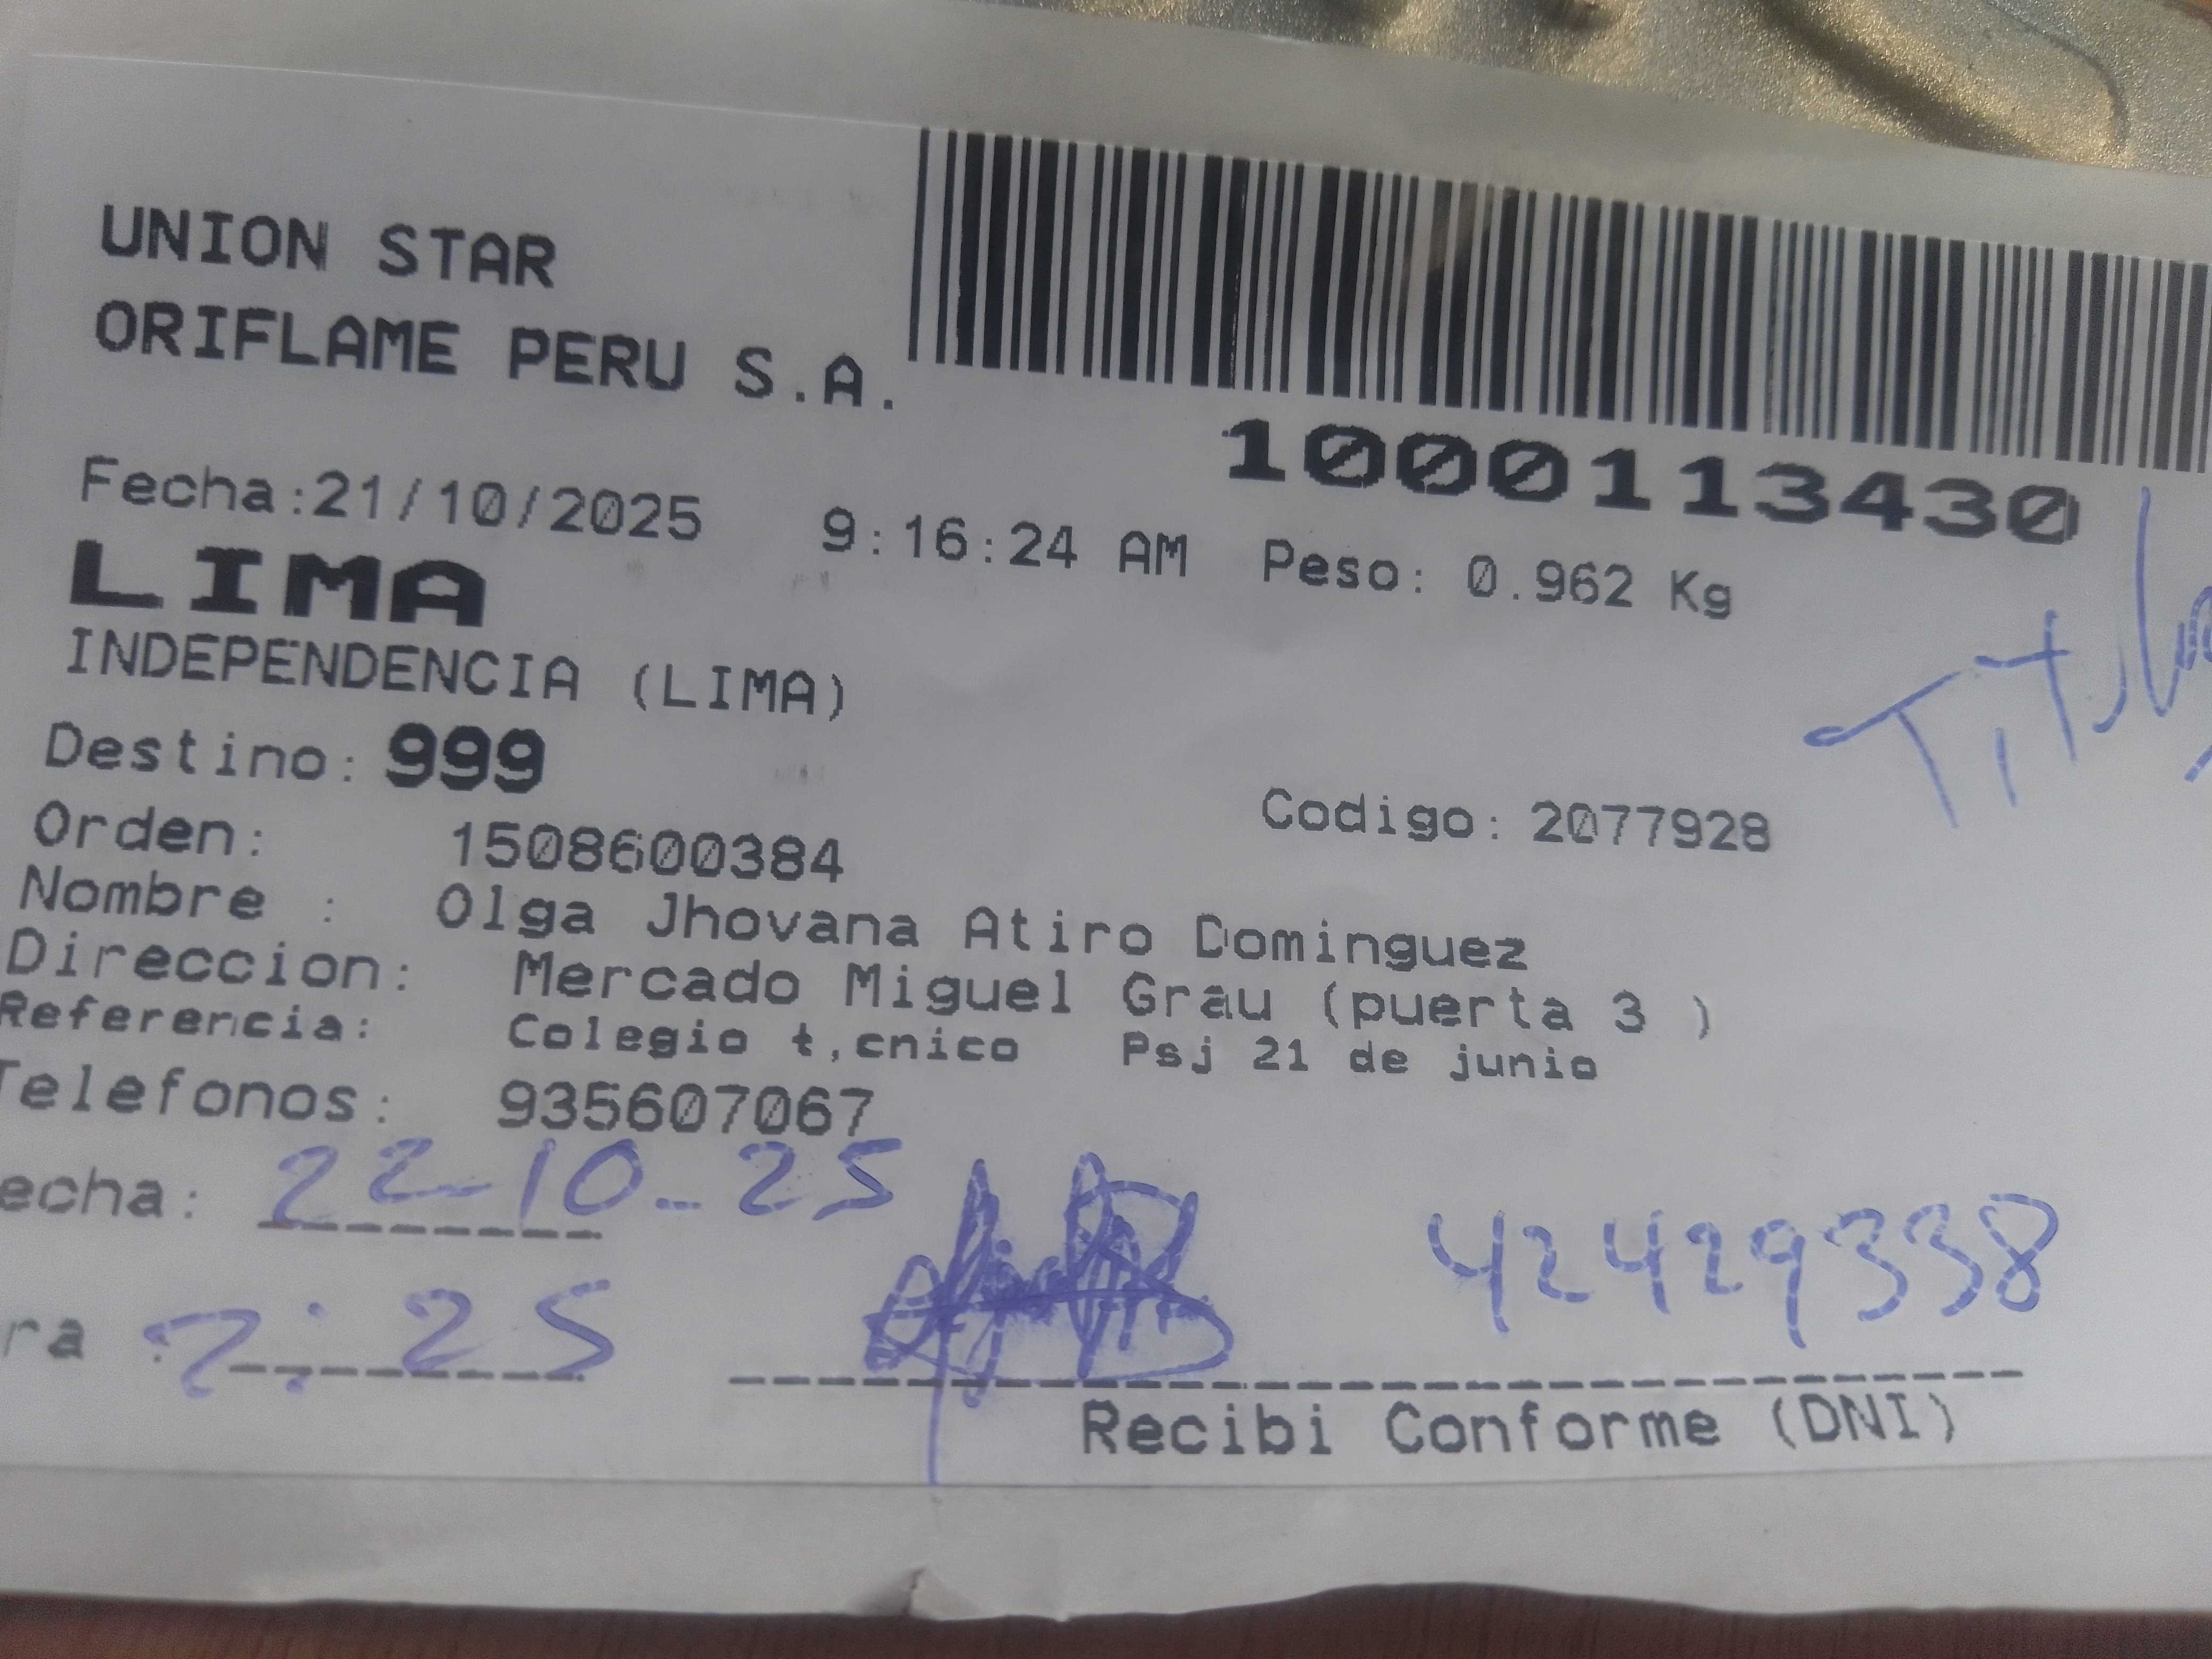 UNION STAR
ORIFLAME PERU S.A.
1000113430
Fecha:21/10/2025 9:16:24 AM Peso: 0.962 Kg
LIMA
INDEPENDENCIA (LIMA)
Titular
Destino: 999
Orden: 1508600384 Codigo: 2077928
Nombre : Olga Jhovana Atiro Dominguez
Direccion: Mercado Miguel Grau (puerta 3 )
Referencia: Colegio t,cnico Psj 21 de junio
Telefonos: 935607067
echa: 22-10-25
ra : 2:25 42429338
Recibi Conforme (DNI)